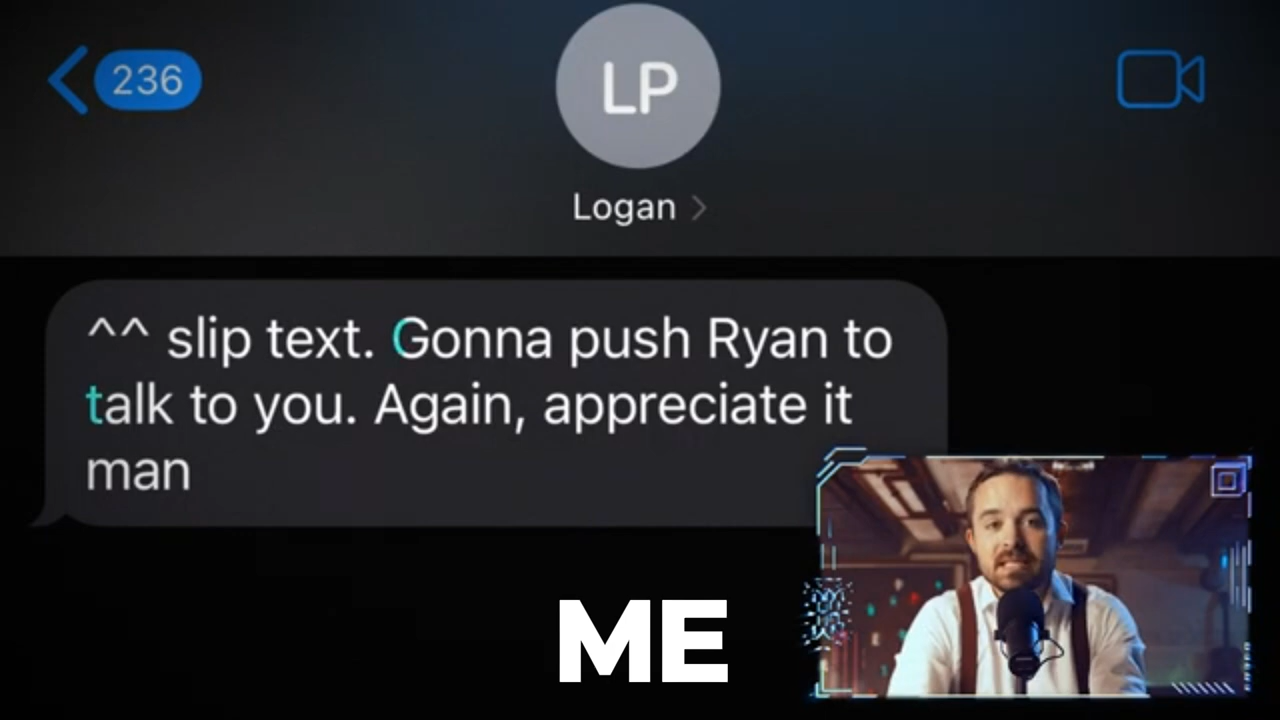 236
LP
Logan
^^ slip text. Gonna push Ryan to
talk to you. Again, appreciate it
man
ME